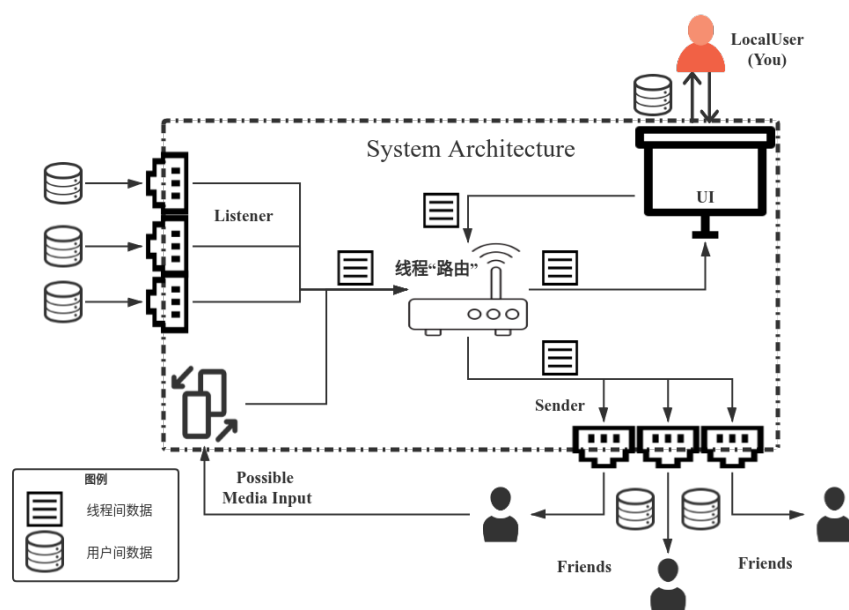 LocalUser
(You)
System Architecture
UI
Listener
线程“路由”
Sender
Possible
Media Input
Friends
Friends
图例
线程间数据
用户间数据